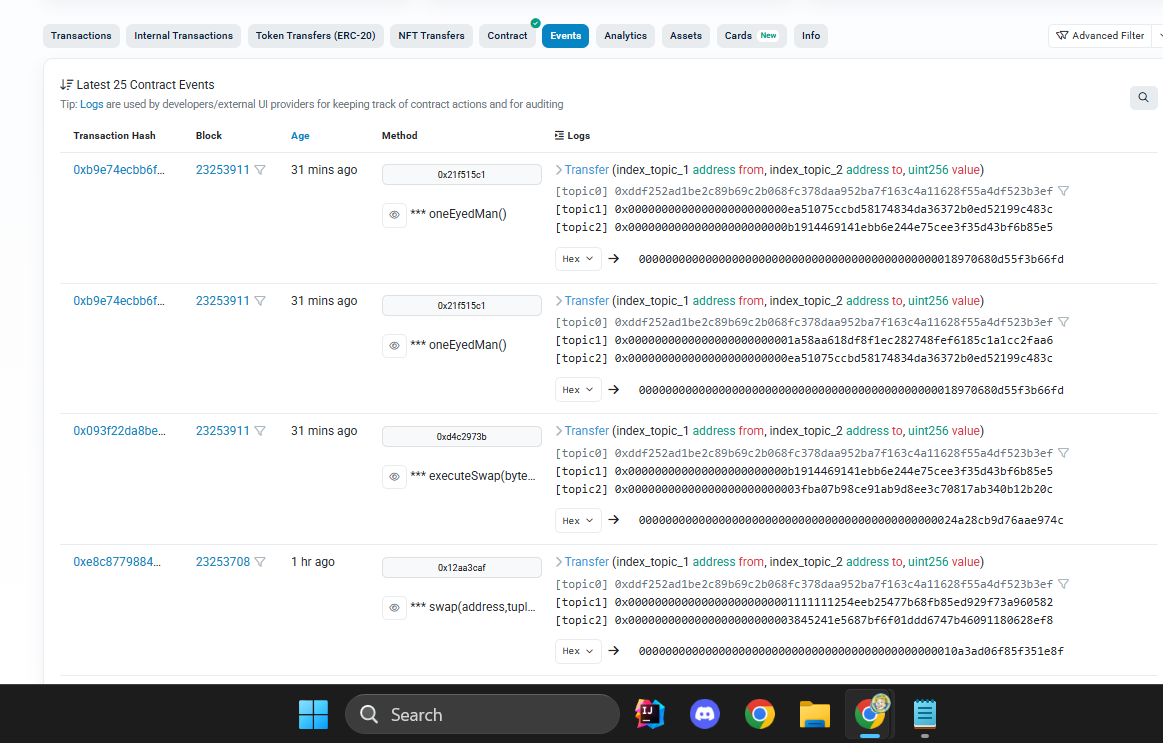 Transactions Internal Transactions Token Transfers (ERC-20) NFT Transfers Contract Events Analytics Assets Cards New Info Advanced Filter
Latest 25 Contract Events
Tip: Logs are used by developers/external UI providers for keeping track of contract actions and for auditing
Transaction Hash Block Age Method Logs
0xb9e74ecbb6f... 23253911 31 mins ago 0x21f515c1 Transfer (index_topic_1 address from, index_topic_2 address to, uint256 value)
[topic0] 0xddf252ad1be2c89b69c2b068fc378daa952ba7f163c4a11628f55a4df523b3ef
*** oneEyedMan() [topic1] 0x000000000000000000000000ea51075ccbd58174834da36372b0ed52199c483c
[topic2] 0x000000000000000000000000b1914469141ebb6e244e75cee3f35d43bf6b85e5
Hex 00000000000000000000000000000000000000000000000018970680d55f3b66fd
0xb9e74ecbb6f... 23253911 31 mins ago 0x21f515c1 Transfer (index_topic_1 address from, index_topic_2 address to, uint256 value)
[topic0] 0xddf252ad1be2c89b69c2b068fc378daa952ba7f163c4a11628f55a4df523b3ef
*** oneEyedMan() [topic1] 0x0000000000000000000000001a58aa618df8f1ec282748fef6185c1a1cc2faa6
[topic2] 0x000000000000000000000000ea51075ccbd58174834da36372b0ed52199c483c
Hex 00000000000000000000000000000000000000000000000018970680d55f3b66fd
0x093f22da8be... 23253911 31 mins ago 0xd4c2973b Transfer (index_topic_1 address from, index_topic_2 address to, uint256 value)
[topic0] 0xddf252ad1be2c89b69c2b068fc378daa952ba7f163c4a11628f55a4df523b3ef
*** executeSwap(byte... [topic1] 0x000000000000000000000000b1914469141ebb6e244e75cee3f35d43bf6b85e5
[topic2] 0x0000000000000000000000003fba07b98ce91ab9d8ee3c70817ab340b12b20c
Hex 00000000000000000000000000000000000000000000000024a28cb9d76aae974c
0xe8c8779884... 23253708 1 hr ago 0x12aa3caf Transfer (index_topic_1 address from, index_topic_2 address to, uint256 value)
[topic0] 0xddf252ad1be2c89b69c2b068fc378daa952ba7f163c4a11628f55a4df523b3ef
*** swap(address,tupl... [topic1] 0x0000000000000000000000001111111254eeb25477b68fb85ed929f73a960582
[topic2] 0x0000000000000000000000003845241e5687bf6f01ddd6747b46091180628ef8
Hex 00000000000000000000000000000000000000000000000010a3ad06f85f351e8f
Search